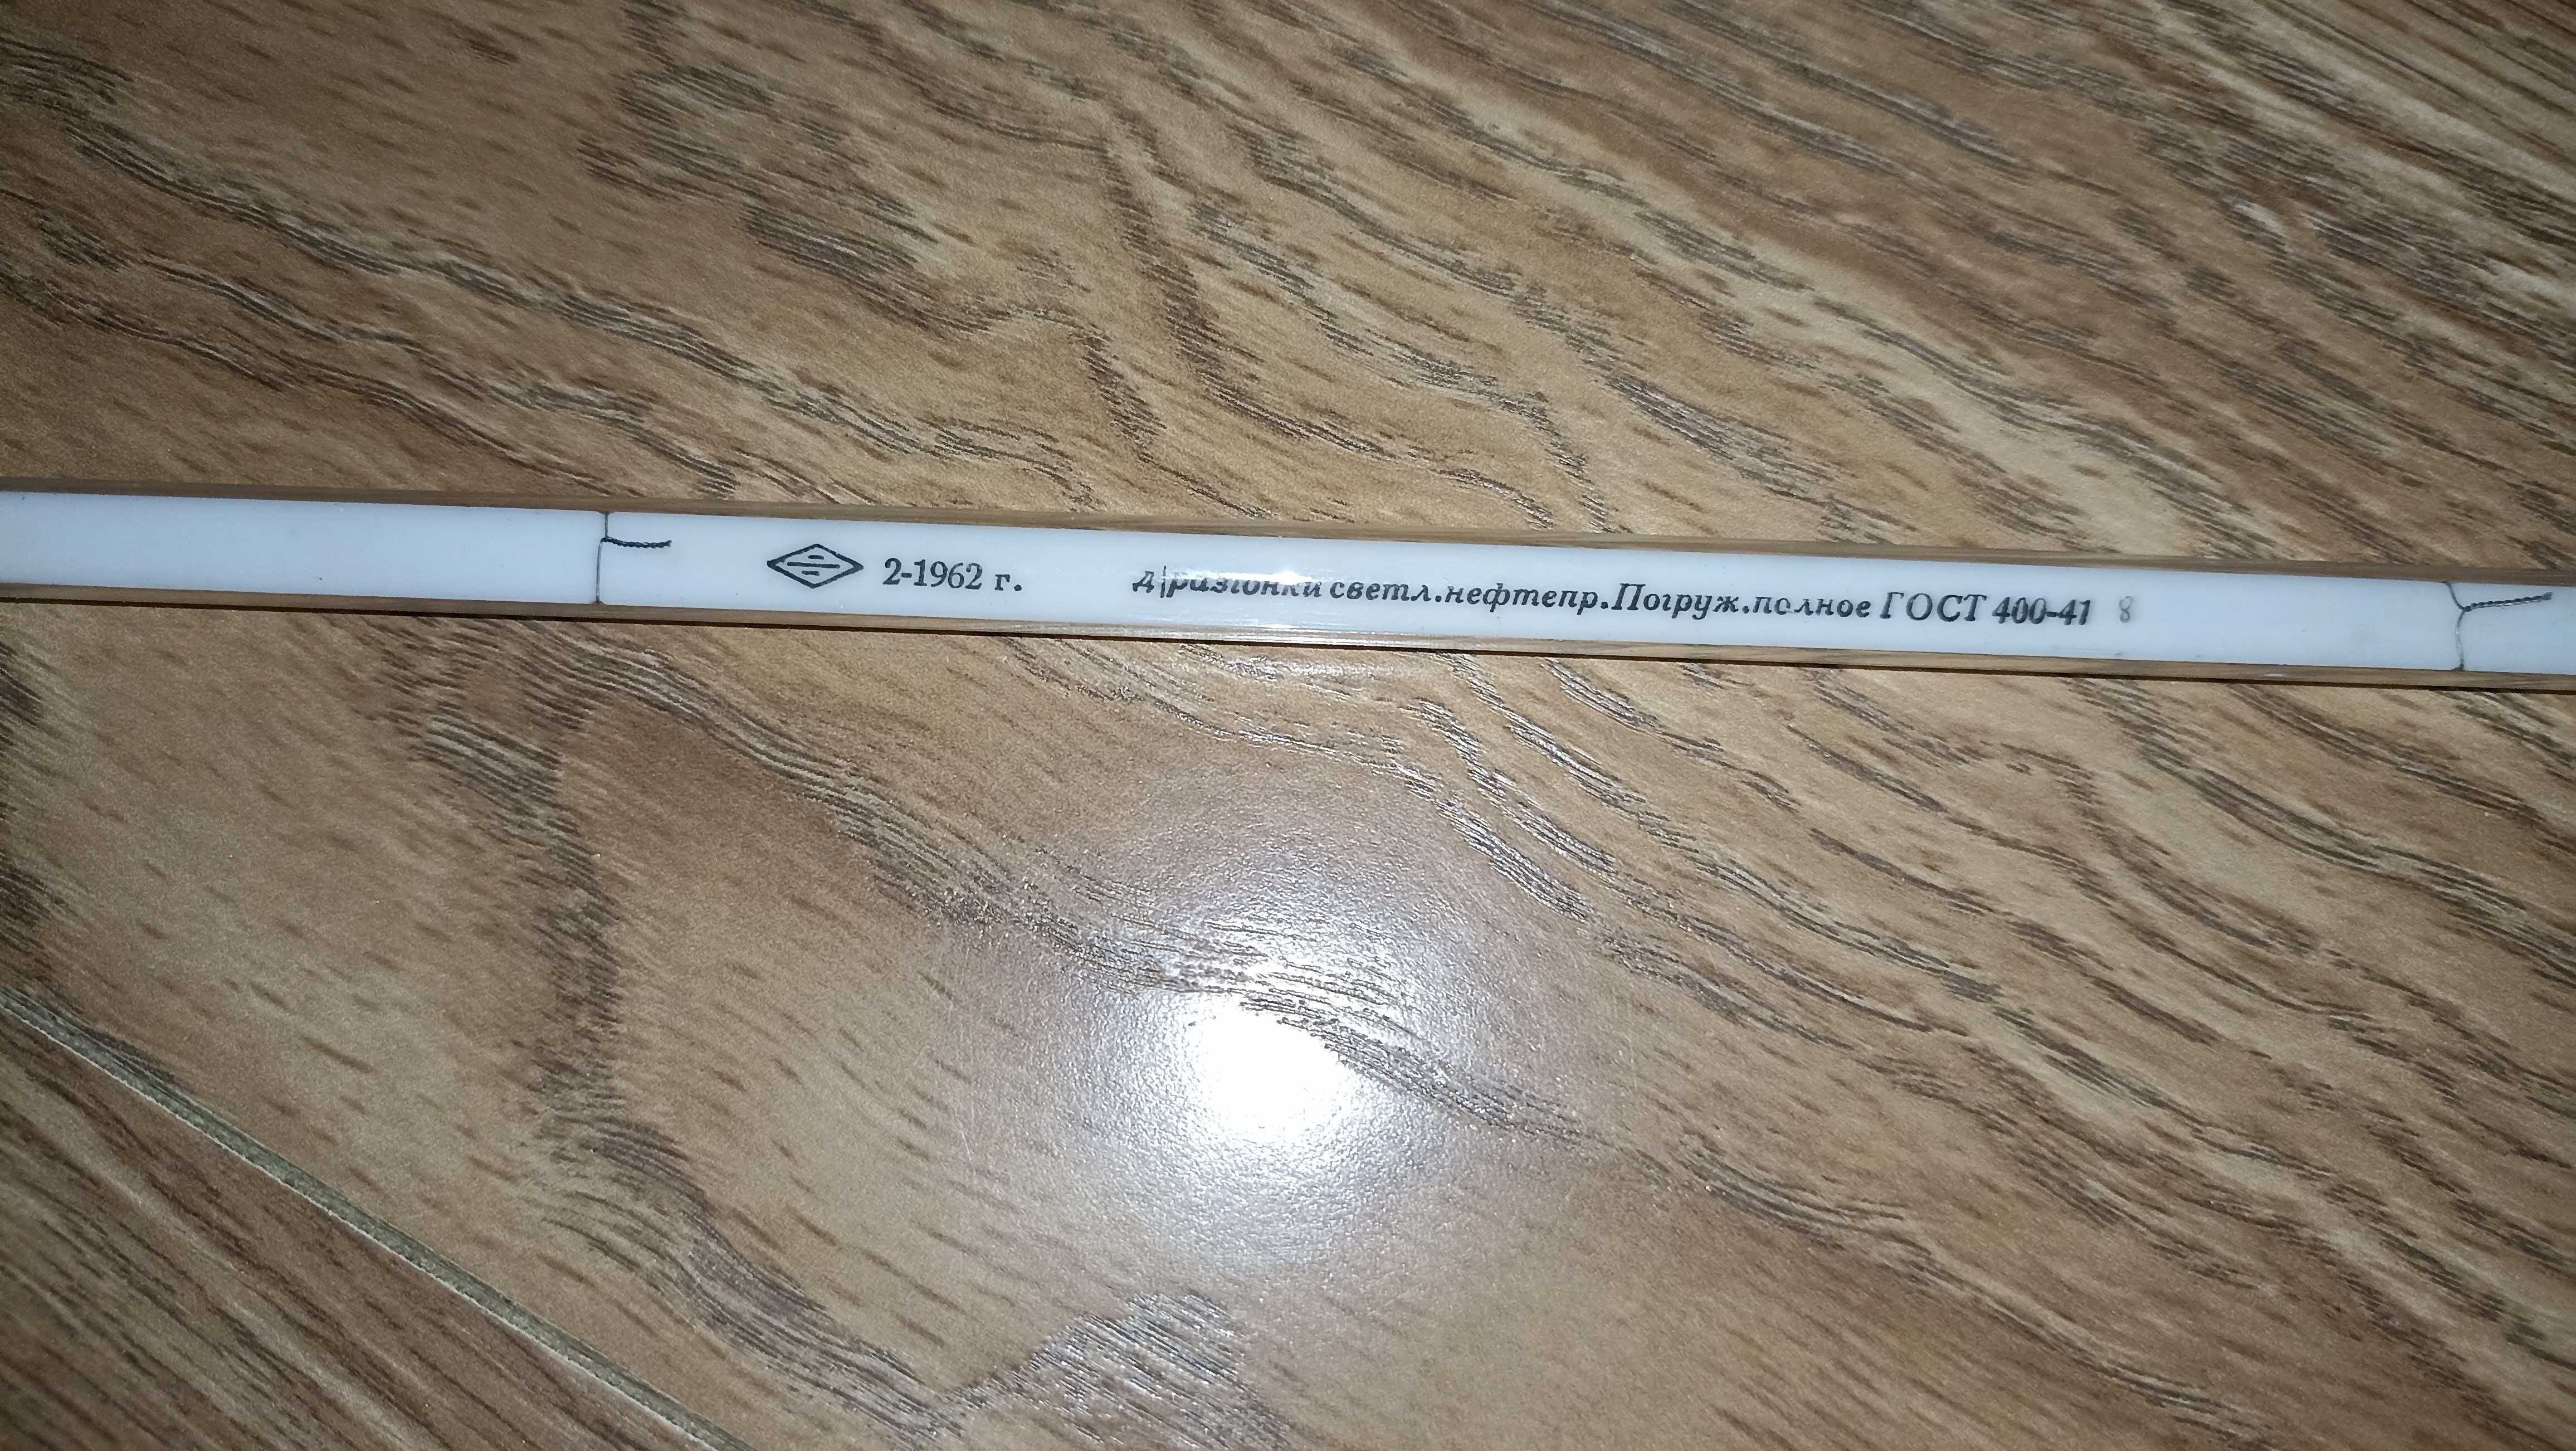 2-1962 г. д|разгонки светл.нефтепр.Погруж.полное ГОСТ 400-41 8